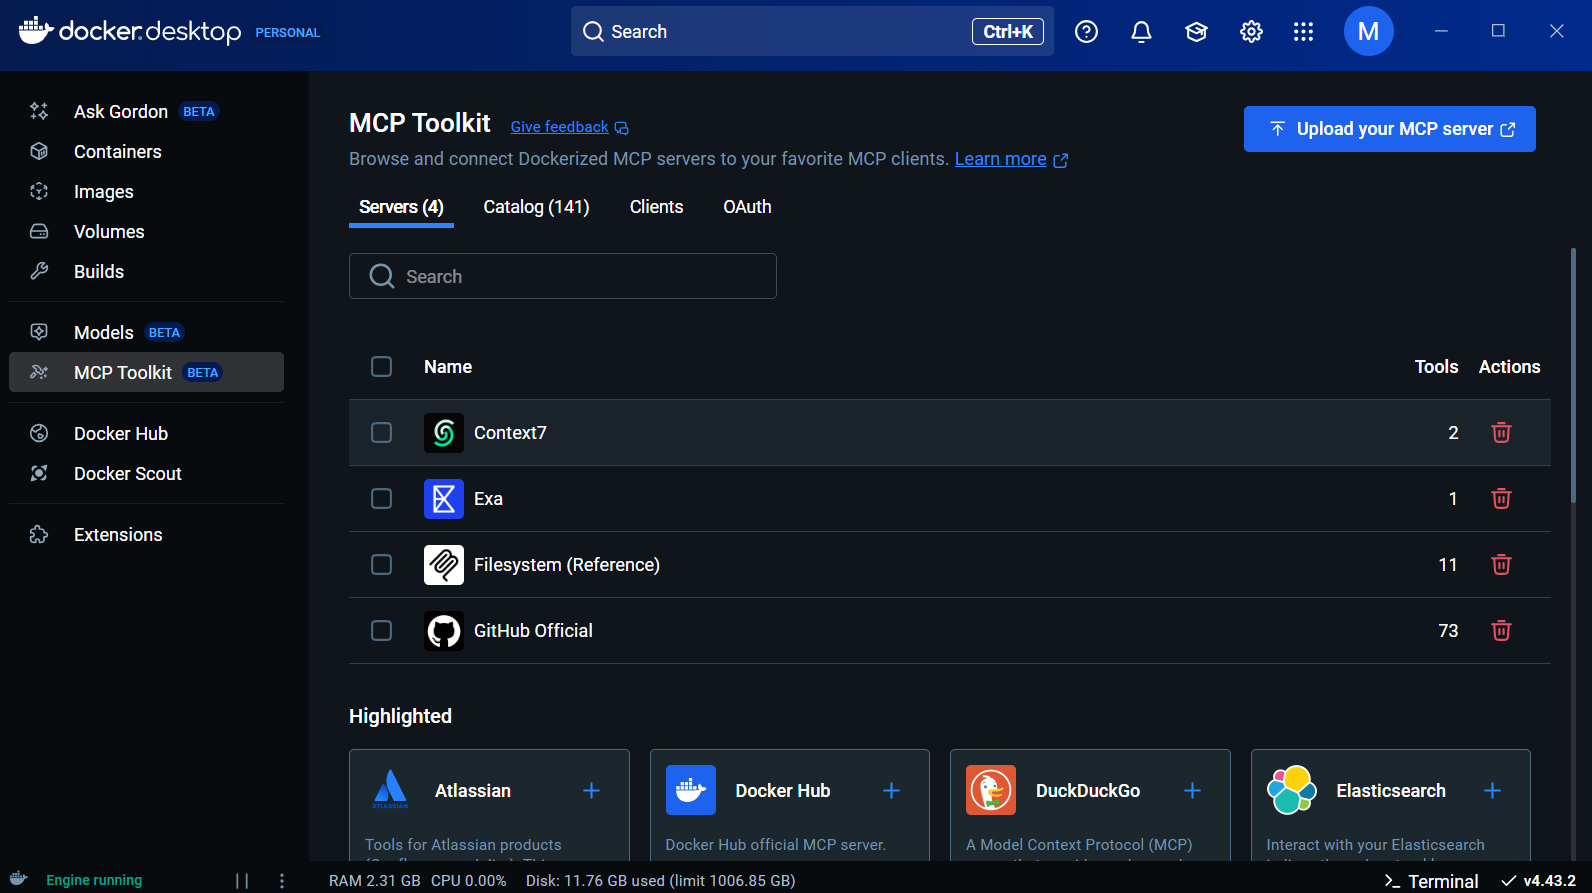 docker.desktop PERSONAL
Search Ctrl+K
M
Ask Gordon BETA
Containers
Images
Volumes
Builds
Models BETA
MCP Toolkit BETA
Docker Hub
Docker Scout
Extensions
MCP Toolkit Give feedback
Upload your MCP server
Browse and connect Dockerized MCP servers to your favorite MCP clients. Learn more
Servers (4) Catalog (141) Clients OAuth
Search
Name Tools Actions
Context7 2
Exa 1
Filesystem (Reference) 11
GitHub Official 73
Highlighted
ATLASSIAN
Atlassian
Tools for Atlassian products
Docker Hub
Docker Hub official MCP server.
DuckDuckGo
A Model Context Protocol (MCP)
Elasticsearch
Interact with your Elasticsearch
Engine running
RAM 2.31 GB CPU 0.00% Disk: 11.76 GB used (limit 1006.85 GB)
Terminal v4.43.2